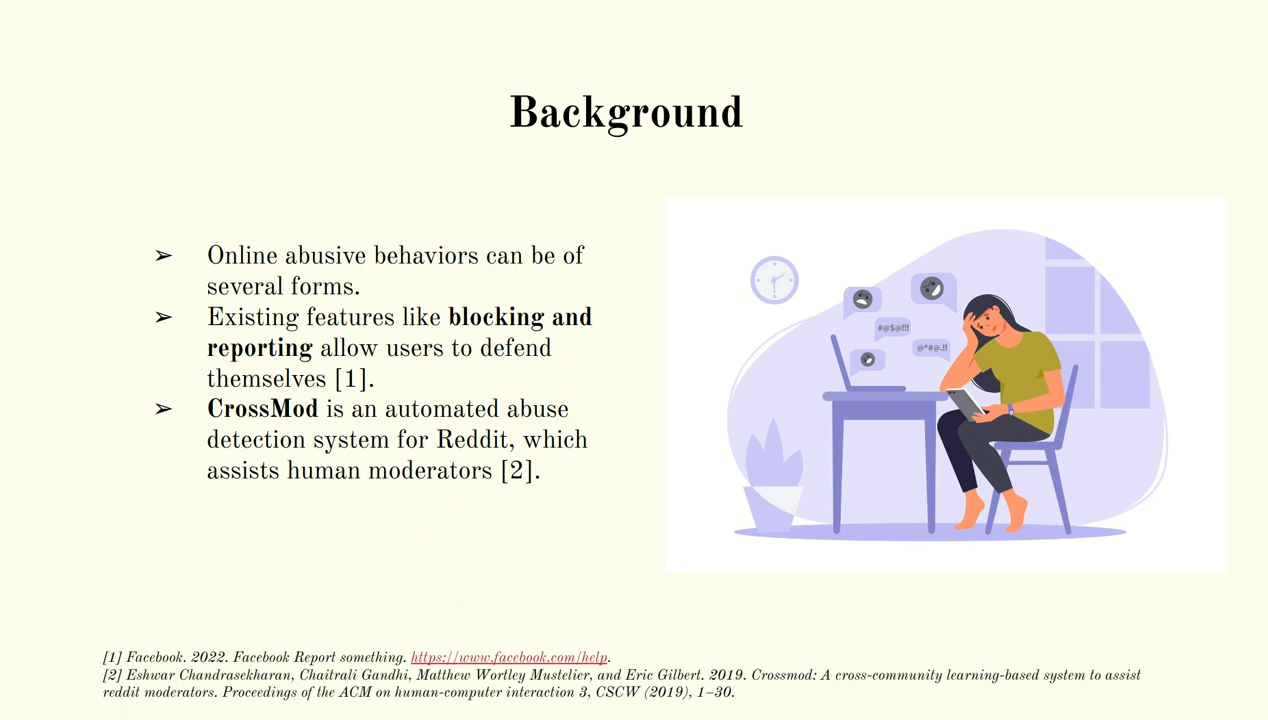 Background
➢ Online abusive behaviors can be of
several forms.
➢ Existing features like blocking and
reporting allow users to defend
themselves [1].
➢ CrossMod is an automated abuse
detection system for Reddit, which
assists human moderators [2].
#@$@!!!
@*#@.!!
[1] Facebook. 2022. Facebook Report something. https://www.facebook.com/help.
[2] Eshwar Chandrasekharan, Chaitrali Gandhi, Matthew Wortley Mustelier, and Eric Gilbert. 2019. Crossmod: A cross-community learning-based system to assist
reddit moderators. Proceedings of the ACM on human-computer interaction 3, CSCW (2019), 1–30.